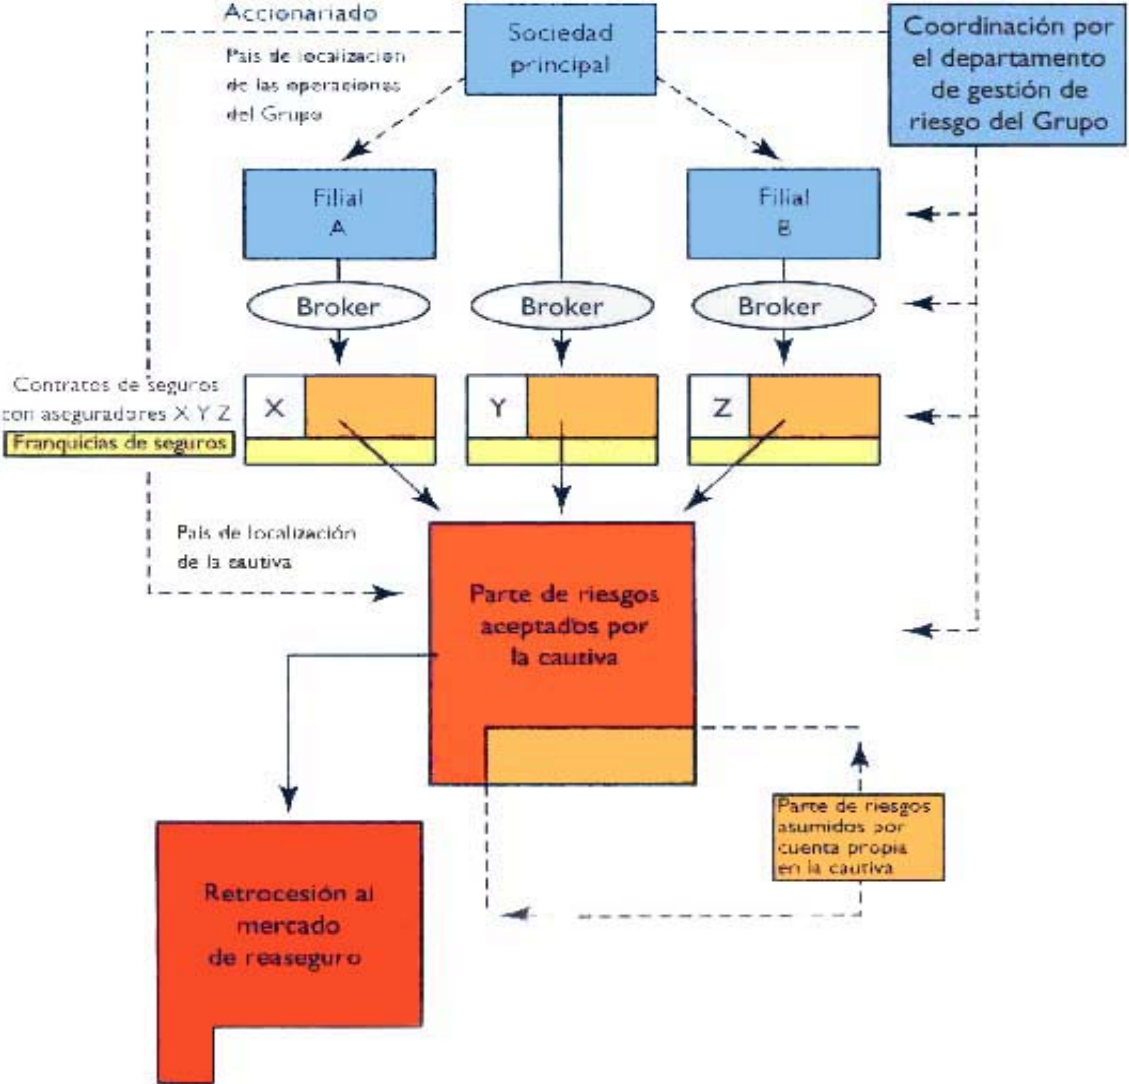 Accionariado
Sociedad
principal
Coordinación por
el departamento
de gestión de
riesgo del Grupo
País de localización
de las operaciones
del Grupo
Filial
A
Filial
B
Broker
Broker
Broker
Contratos de seguros
con aseguradores X Y Z
Franquicias de seguros
X
Y
Z
País de localización
de la cautiva
Parte de riesgos
aceptados por
la cautiva
Parte de riesgos
asumidos por
cuenta propia
en la cautiva
Retrocesión al
mercado
de reaseguro